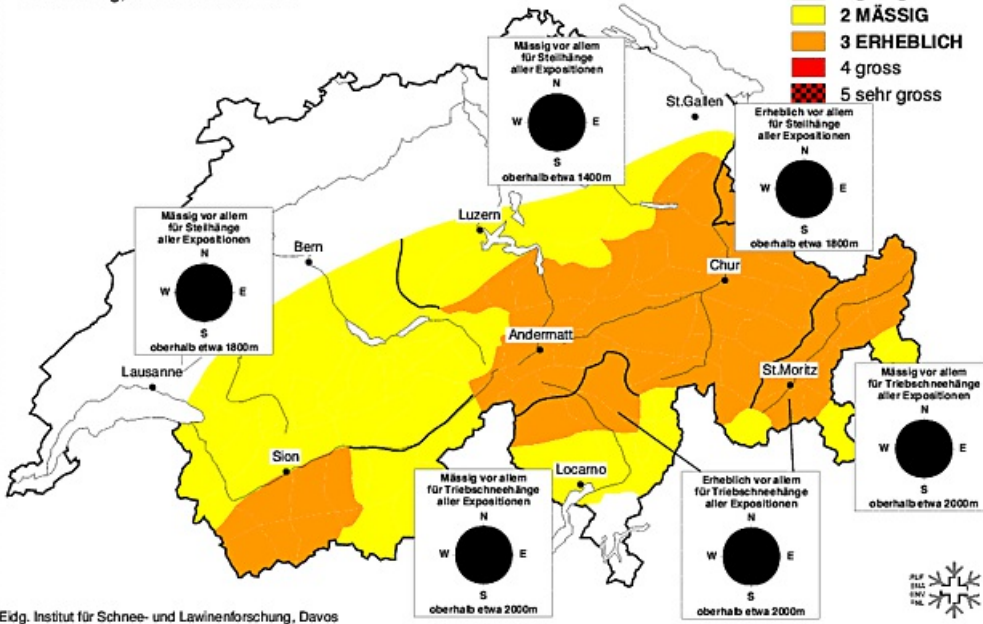 2 MÄSSIG
3 ERHEBLICH
4 gross
5 sehr gross
Mässig vor allem
für Steilhänge
aller Expositionen
N
W E
S
oberhalb etwa 1400m
St.Gallen
Erheblich vor allem
für Steilhänge
aller Expositionen
N
W E
S
oberhalb etwa 1800m
Mässig vor allem
für Steilhänge
aller Expositionen
N
W E
S
oberhalb etwa 1800m
Luzern
Bern
Chur
Andermatt
Lausanne
St.Moritz
Mässig vor allem
für Triebschneehänge
aller Expositionen
N
W E
S
oberhalb etwa 2000m
Sion
Locarno
Mässig vor allem
für Triebschneehänge
aller Expositionen
N
W E
S
oberhalb etwa 2000m
Erheblich vor allem
für Triebschneehänge
aller Expositionen
N
W E
S
oberhalb etwa 2000m
Eidg. Institut für Schnee- und Lawinenforschung, Davos